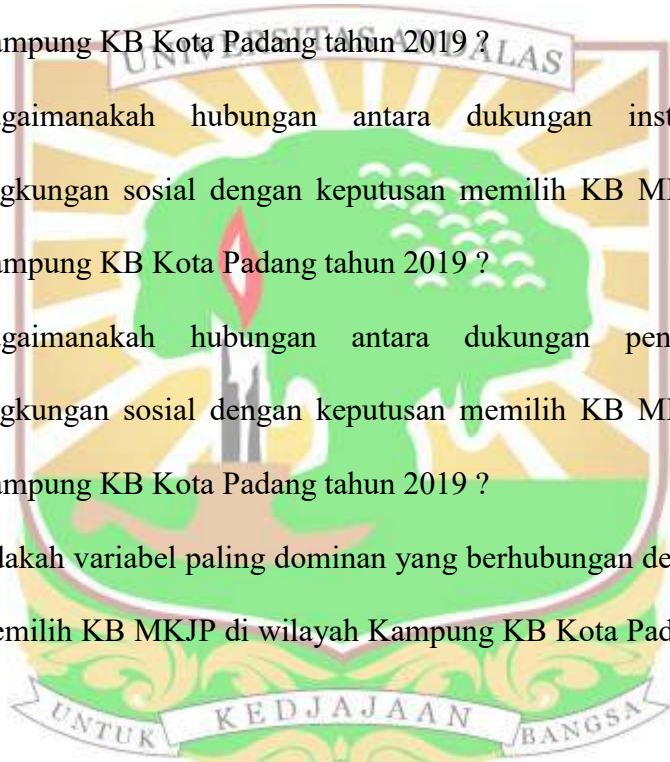 ampung KB Kota Padang tahun 2019 ?
UNIVERSITAS ANDALAS
gaimanakah hubungan antara dukungan inst
gkungan sosial dengan keputusan memilih KB M
ampung KB Kota Padang tahun 2019 ?
gaimanakah hubungan antara dukungan pen
gkungan sosial dengan keputusan memilih KB M
ampung KB Kota Padang tahun 2019 ?
dakah variabel paling dominan yang berhubungan de
emilih KB MKJP di wilayah Kampung KB Kota Pad
UNTUK KEDJAJAAN BANGSA